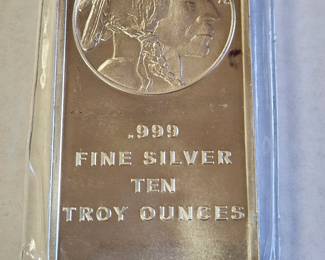 .999
FINE SILVER
TEN
TROY OUNCES